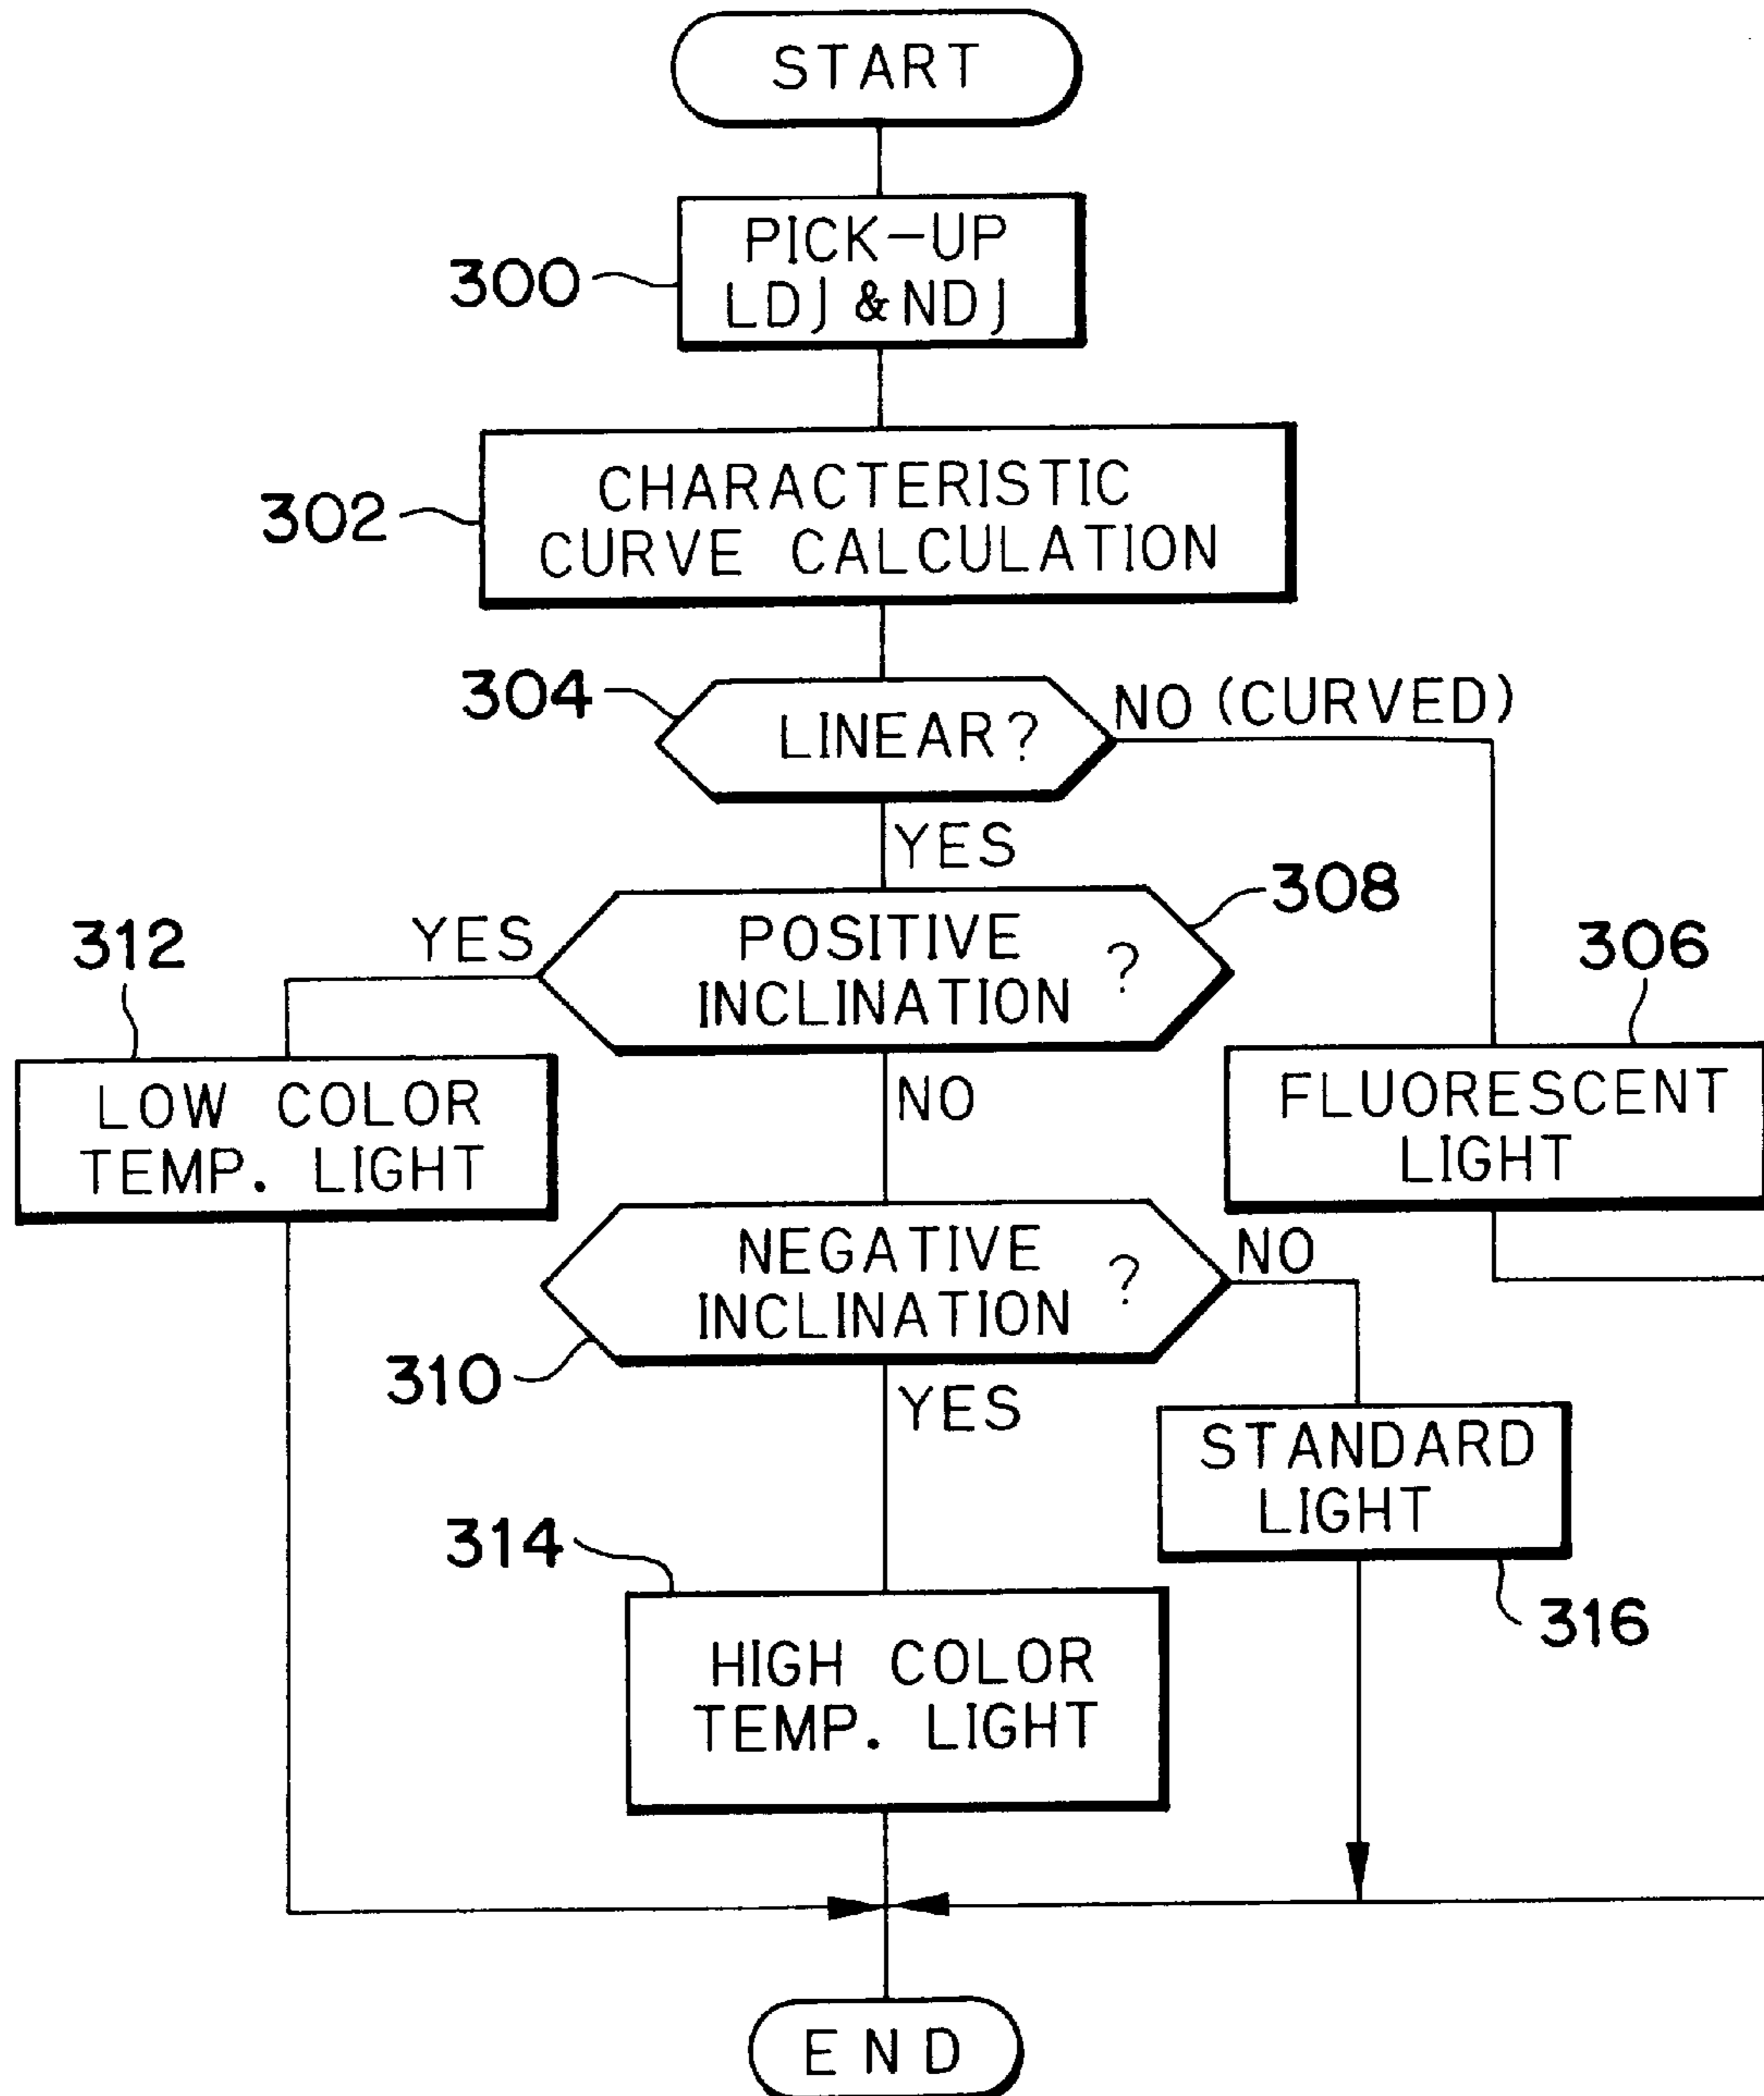 START
300
PICK-UP
LDJ & NDJ
302
CHARACTERISTIC
CURVE CALCULATION
304
LINEAR?
NO (CURVED)
YES
308
POSITIVE
INCLINATION ?
YES
312
306
LOW COLOR
TEMP. LIGHT
NO
FLUORESCENT
LIGHT
NEGATIVE
INCLINATION ?
NO
310
YES
STANDARD
LIGHT
314
316
HIGH COLOR
TEMP. LIGHT
END